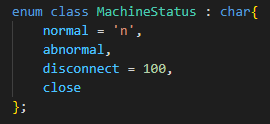 enum class MachineStatus : char{
    normal = 'n',
    abnormal,
    disconnect = 100,
    close
};